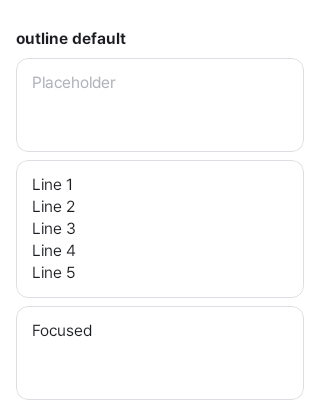 outline default
Placeholder
Line 1
Line 2
Line 3
Line 4
Line 5
Focused